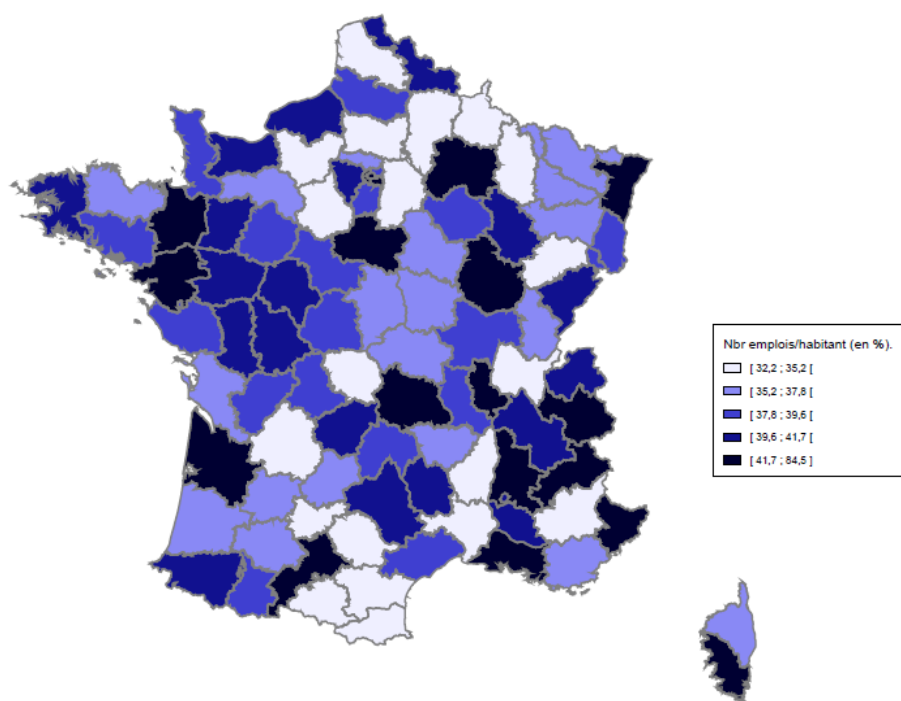 Nbr emplois/habitant (en %).
[ 32,2 ; 35,2 [
[ 35,2 ; 37,8 [
[ 37,8 ; 39,6 [
[ 39,6 ; 41,7 [
[ 41,7 ; 84,5 ]